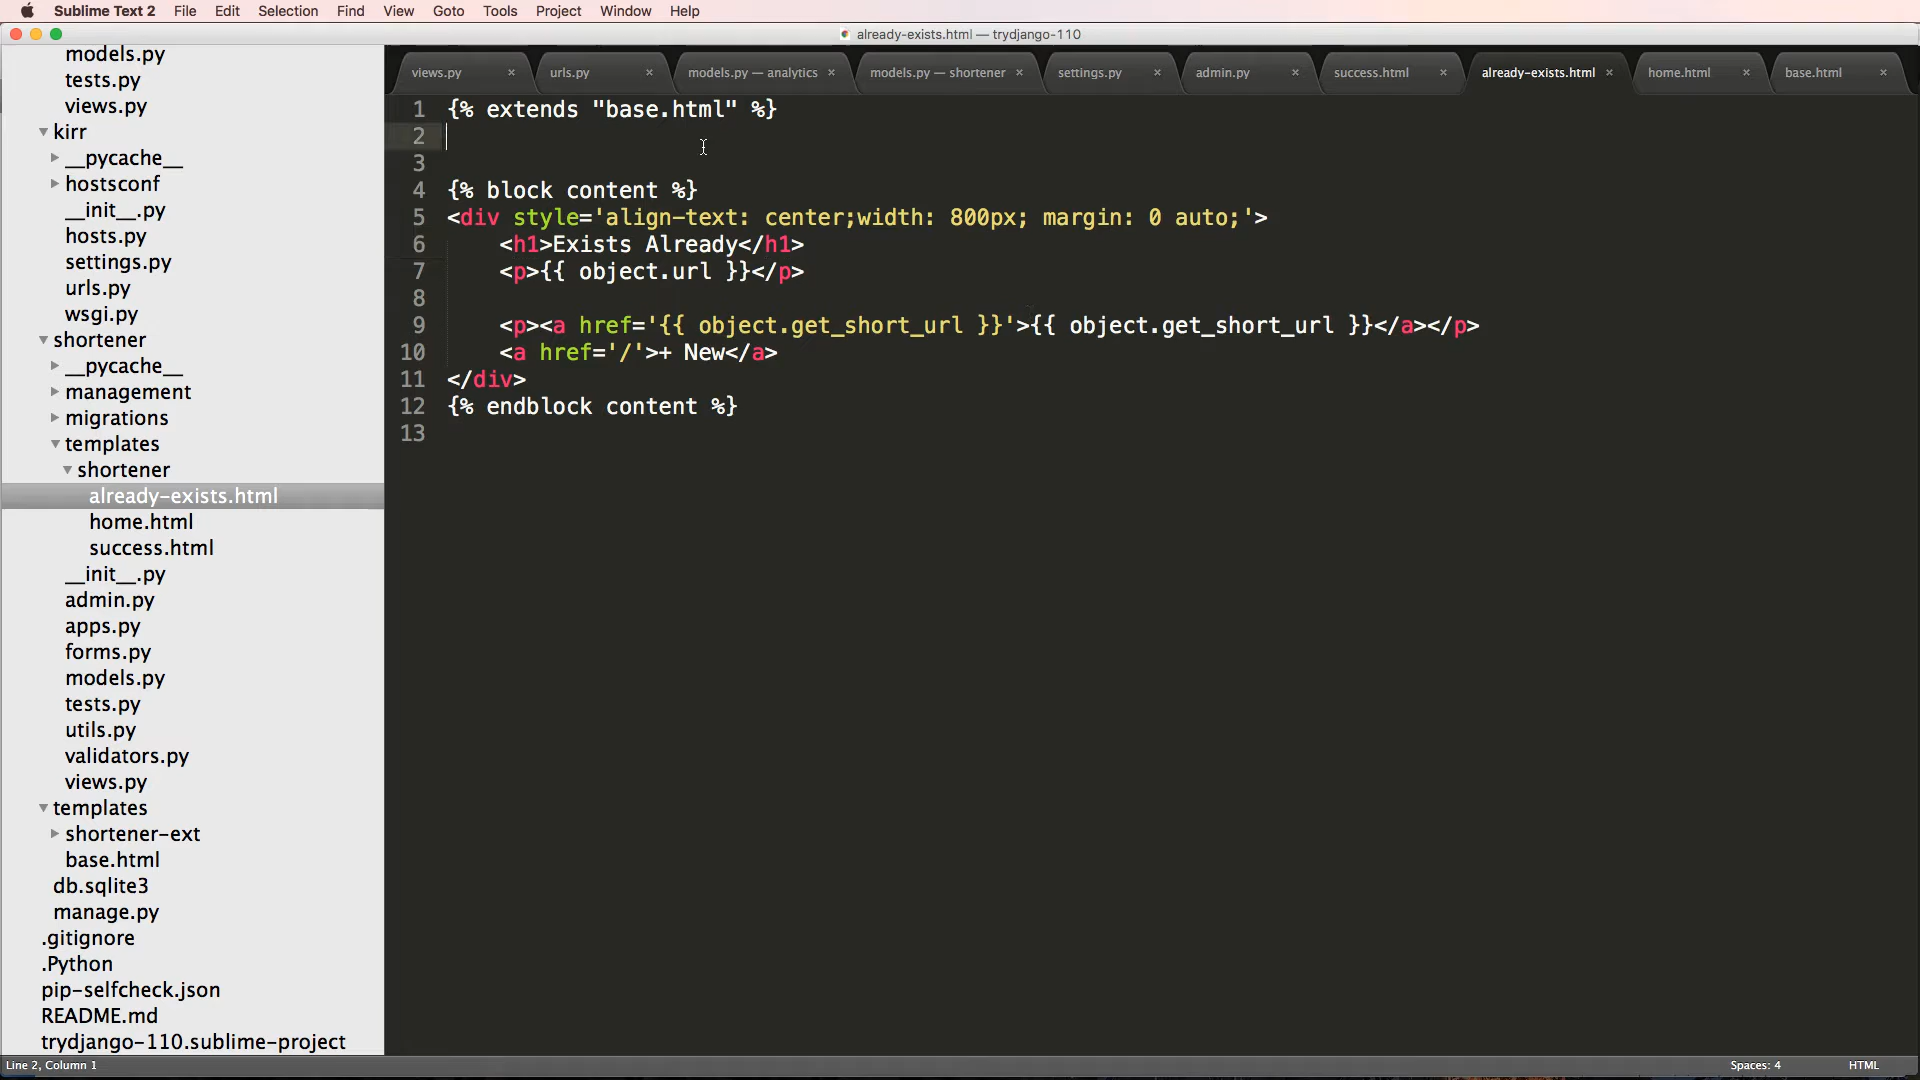 Sublime Text 2 File Edit Selection Find View Goto Tools Project Window Help
already-exists.html — trydjango-110
views.py × urls.py × models.py — analytics × models.py — shortener × settings.py × admin.py × success.html × already-exists.html × home.html × base.html ×
models.py
tests.py
views.py
kirr
__pycache__
hostsconf
__init__.py
hosts.py
settings.py
urls.py
wsgi.py
shortener
__pycache__
management
migrations
templates
shortener
already-exists.html
home.html
success.html
__init__.py
admin.py
apps.py
forms.py
models.py
tests.py
utils.py
validators.py
views.py
templates
shortener-ext
base.html
db.sqlite3
manage.py
.gitignore
.Python
pip-selfcheck.json
README.md
trydjango-110.sublime-project
1 {% extends "base.html" %}
2
3
4 {% block content %}
5 <div style='align-text: center;width: 800px; margin: 0 auto;'>
6     <h1>Exists Already</h1>
7     <p>{{ object.url }}</p>
8
9     <p><a href='{{ object.get_short_url }}'>{{ object.get_short_url }}</a></p>
10     <a href='/'>+ New</a>
11 </div>
12 {% endblock content %}
13
Line 2, Column 1 Spaces: 4 HTML